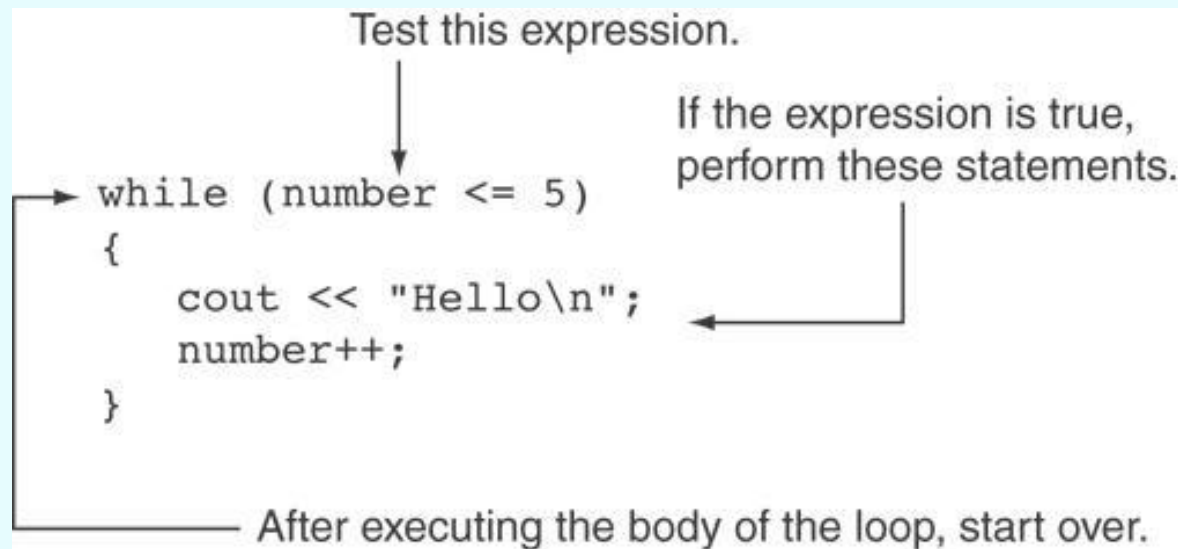 Test this expression.
If the expression is true,
perform these statements.
while (number <= 5)
{
cout << "Hello\n";
number++;
}
After executing the body of the loop, start over.